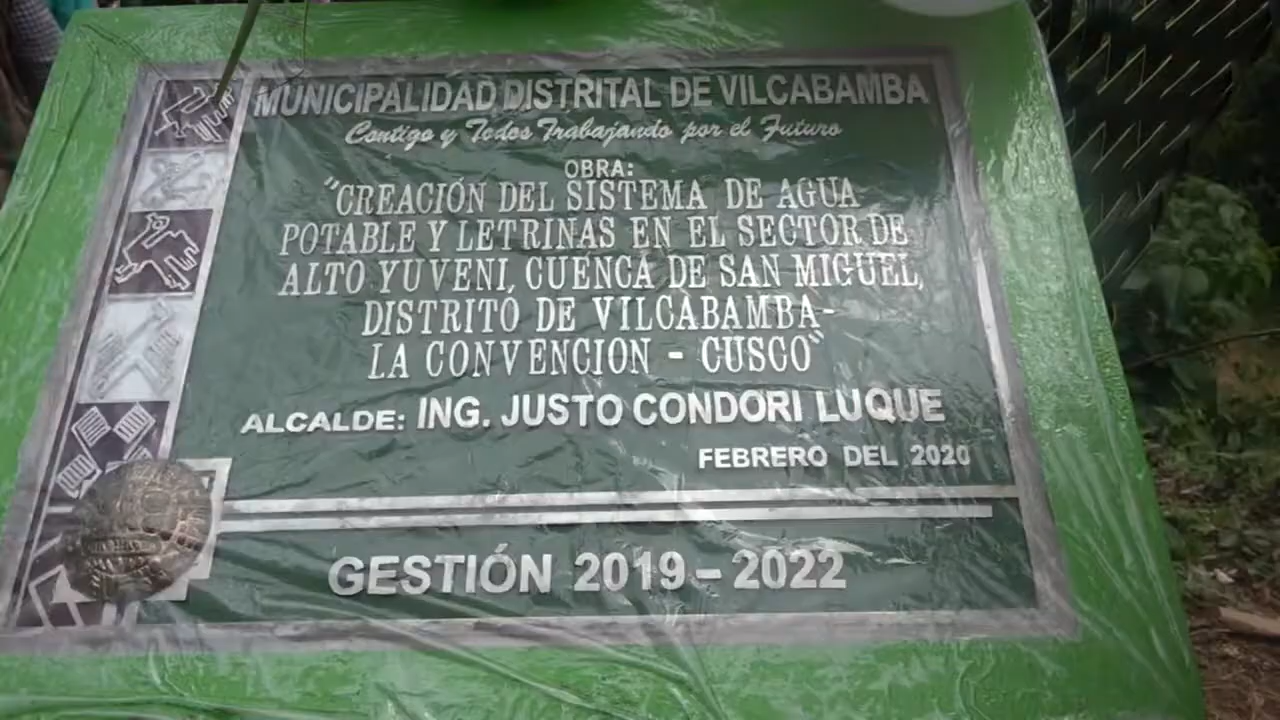 MUNICIPALIDAD DISTRITAL DE VILCABAMBA
Contigo y Todos Trabajando por el Futuro
OBRA:
"CREACIÓN DEL SISTEMA DE AGUA
POTABLE Y LETRINAS EN EL SECTOR DE
ALTO YUVENI, CUENCA DE SAN MIGUEL,
DISTRITO DE VILCABAMBA-
LA CONVENCION - CUSCO"
ALCALDE: ING. JUSTO CONDORI LUQUE
FEBRERO DEL 2020
GESTIÓN 2019 - 2022